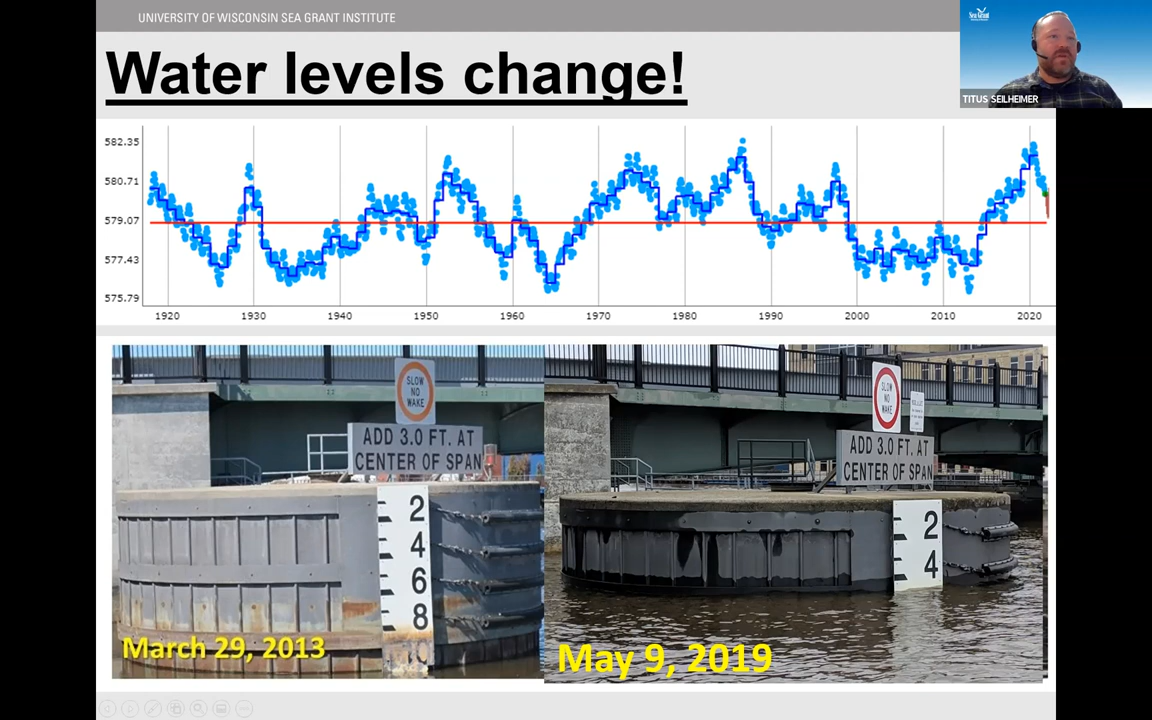 UNIVERSITY OF WISCONSIN SEA GRANT INSTITUTE
Sea Grant
TITUS SEILHEIMER
Water levels change!
582.35
580.71
579.07
577.43
575.79
1920 1930 1940 1950 1960 1970 1980 1990 2000 2010 2020
SLOW
NO
WAKE
ADD 3.0 FT. AT
CENTER OF SPAN
2
4
6
8
March 29, 2013
SLOW
NO
WAKE
ADD 3.0 FT. AT
CENTER OF SPAN
2
4
May 9, 2019